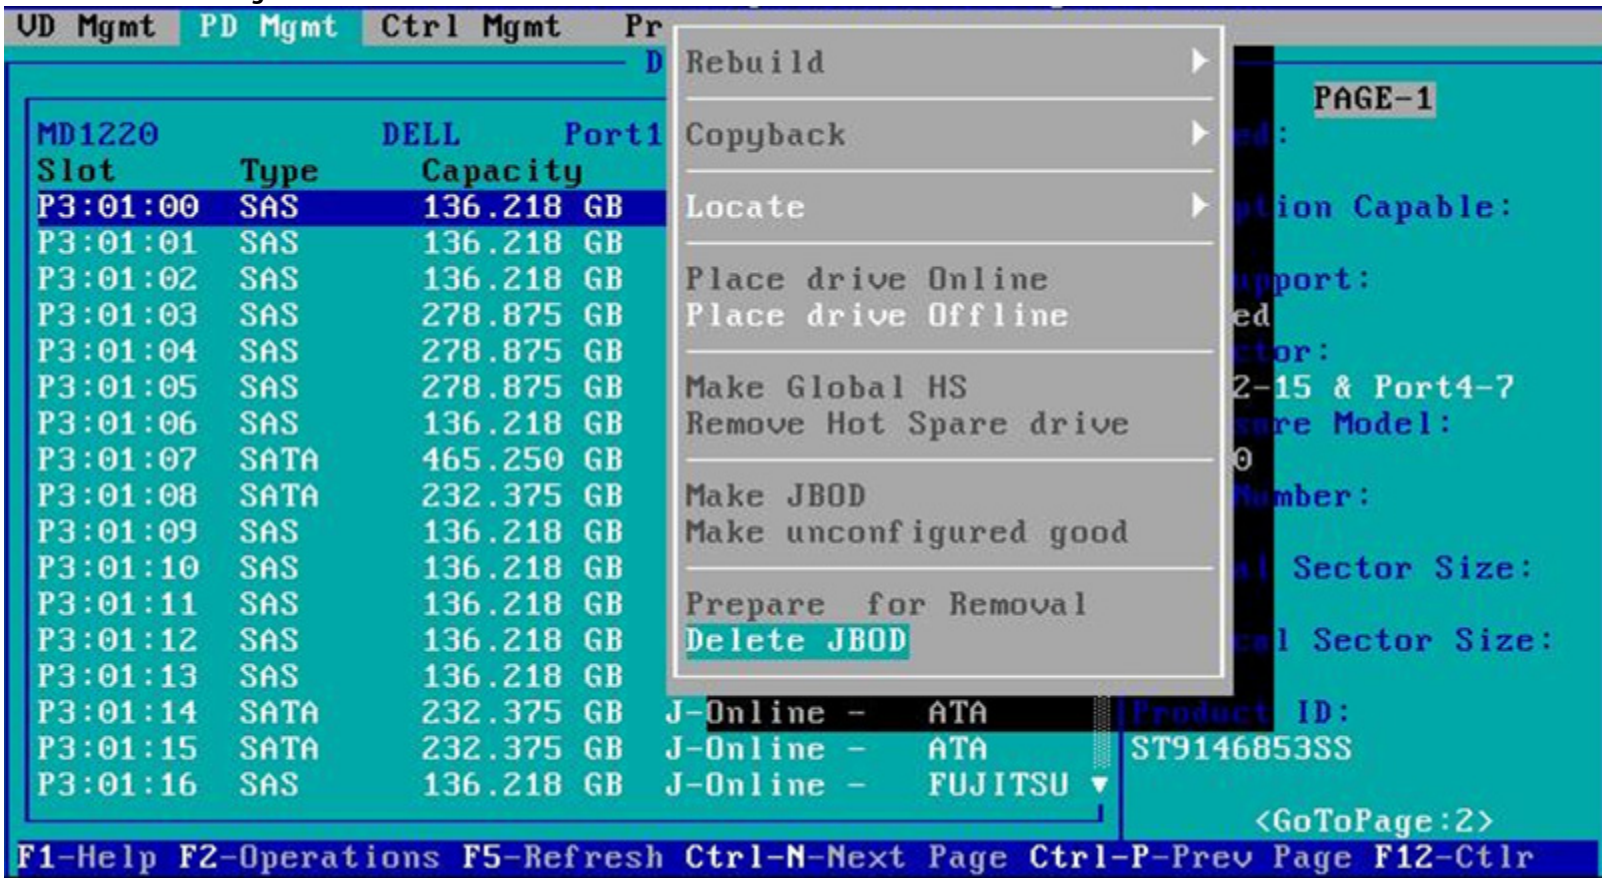 VD Mgmt PD Mgmt Ctrl Mgmt Pr
D
PAGE-1
MD1220 DELL Port1
Slot Type Capacity
P3:01:00 SAS 136.218 GB
P3:01:01 SAS 136.218 GB
P3:01:02 SAS 136.218 GB
P3:01:03 SAS 278.875 GB
P3:01:04 SAS 278.875 GB
P3:01:05 SAS 278.875 GB
P3:01:06 SAS 136.218 GB
P3:01:07 SATA 465.250 GB
P3:01:08 SATA 232.375 GB
P3:01:09 SAS 136.218 GB
P3:01:10 SAS 136.218 GB
P3:01:11 SAS 136.218 GB
P3:01:12 SAS 136.218 GB
P3:01:13 SAS 136.218 GB
P3:01:14 SATA 232.375 GB J-Online - ATA
P3:01:15 SATA 232.375 GB J-Online - ATA
P3:01:16 SAS 136.218 GB J-Online - FUJITSU
Rebuild
Copyback
Locate
Place drive Online
Place drive Offline
Make Global HS
Remove Hot Spare drive
Make JBOD
Make unconfigured good
Prepare for Removal
Delete JBOD
ed:
ption Capable:
upport:
ed
ctor:
2-15 & Port4-7
are Model:
0
Number:
al Sector Size:
cal Sector Size:
Product ID:
ST9146853SS
<GoToPage:2>
F1-Help F2-Operations F5-Refresh Ctrl-N-Next Page Ctrl-P-Prev Page F12-Ctlr